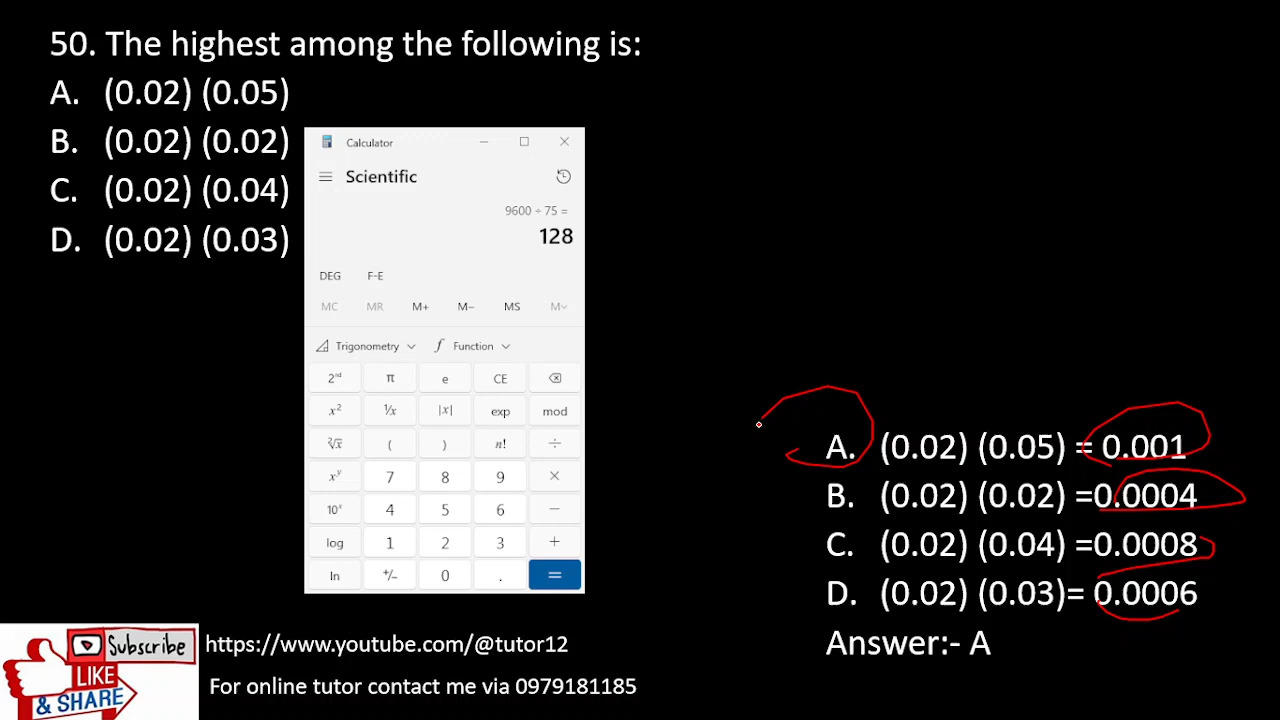 50. The highest among the following is:
A. (0.02) (0.05)
B. (0.02) (0.02)
C. (0.02) (0.04)
D. (0.02) (0.03)
Calculator
Scientific
9600 ÷ 75 =
128
DEG F-E
MC MR M+ M− MS M˅
Trigonometry f Function
2ⁿᵈ π e CE
x² ¹/x |x| exp mod
²√x ( ) n! ÷
xʸ 7 8 9 ×
10ˣ 4 5 6 −
log 1 2 3 +
ln +/− 0 . =
A. (0.02) (0.05) = 0.001
B. (0.02) (0.02) =0.0004
C. (0.02) (0.04) =0.0008
D. (0.02) (0.03)= 0.0006
Answer:- A
Subscribe
LIKE
& SHARE
https://www.youtube.com/@tutor12
For online tutor contact me via 0979181185